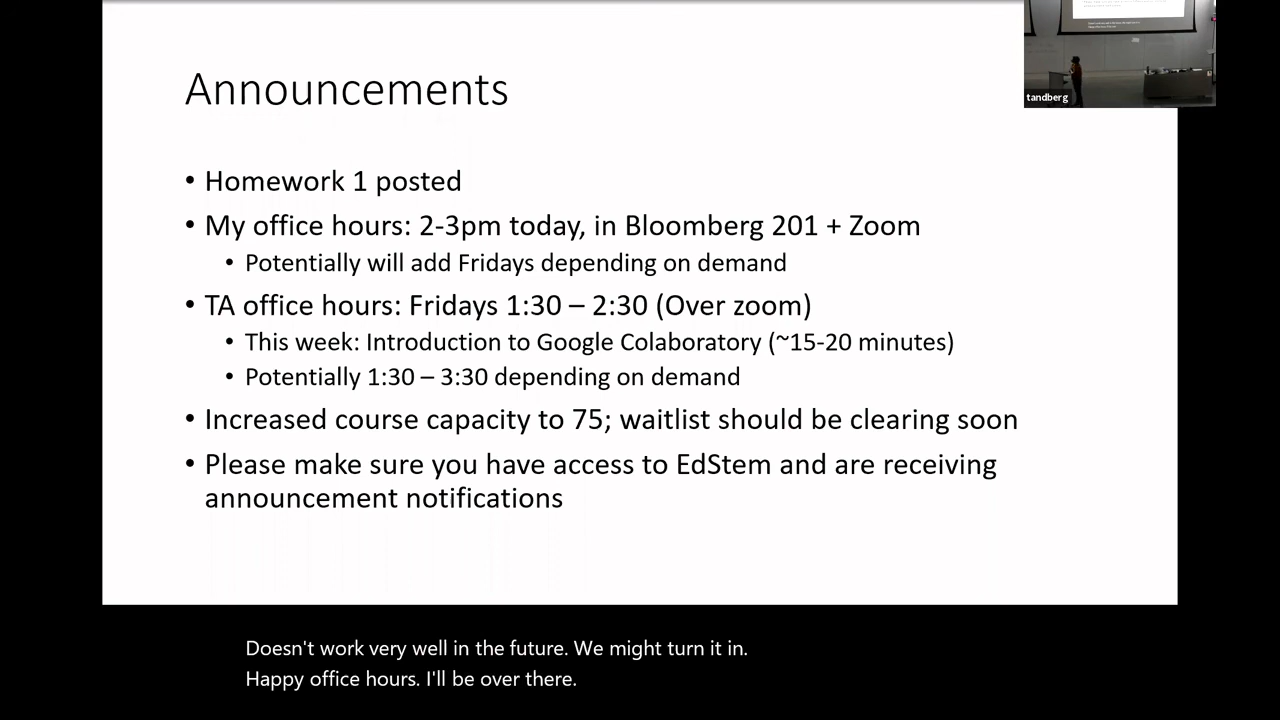 Announcements
• Homework 1 posted
• My office hours: 2-3pm today, in Bloomberg 201 + Zoom
• Potentially will add Fridays depending on demand
• TA office hours: Fridays 1:30 – 2:30 (Over zoom)
• This week: Introduction to Google Colaboratory (~15-20 minutes)
• Potentially 1:30 – 3:30 depending on demand
• Increased course capacity to 75; waitlist should be clearing soon
• Please make sure you have access to EdStem and are receiving
announcement notifications
tandberg
Doesn't work very well in the future. We might turn it in.
Happy office hours. I'll be over there.